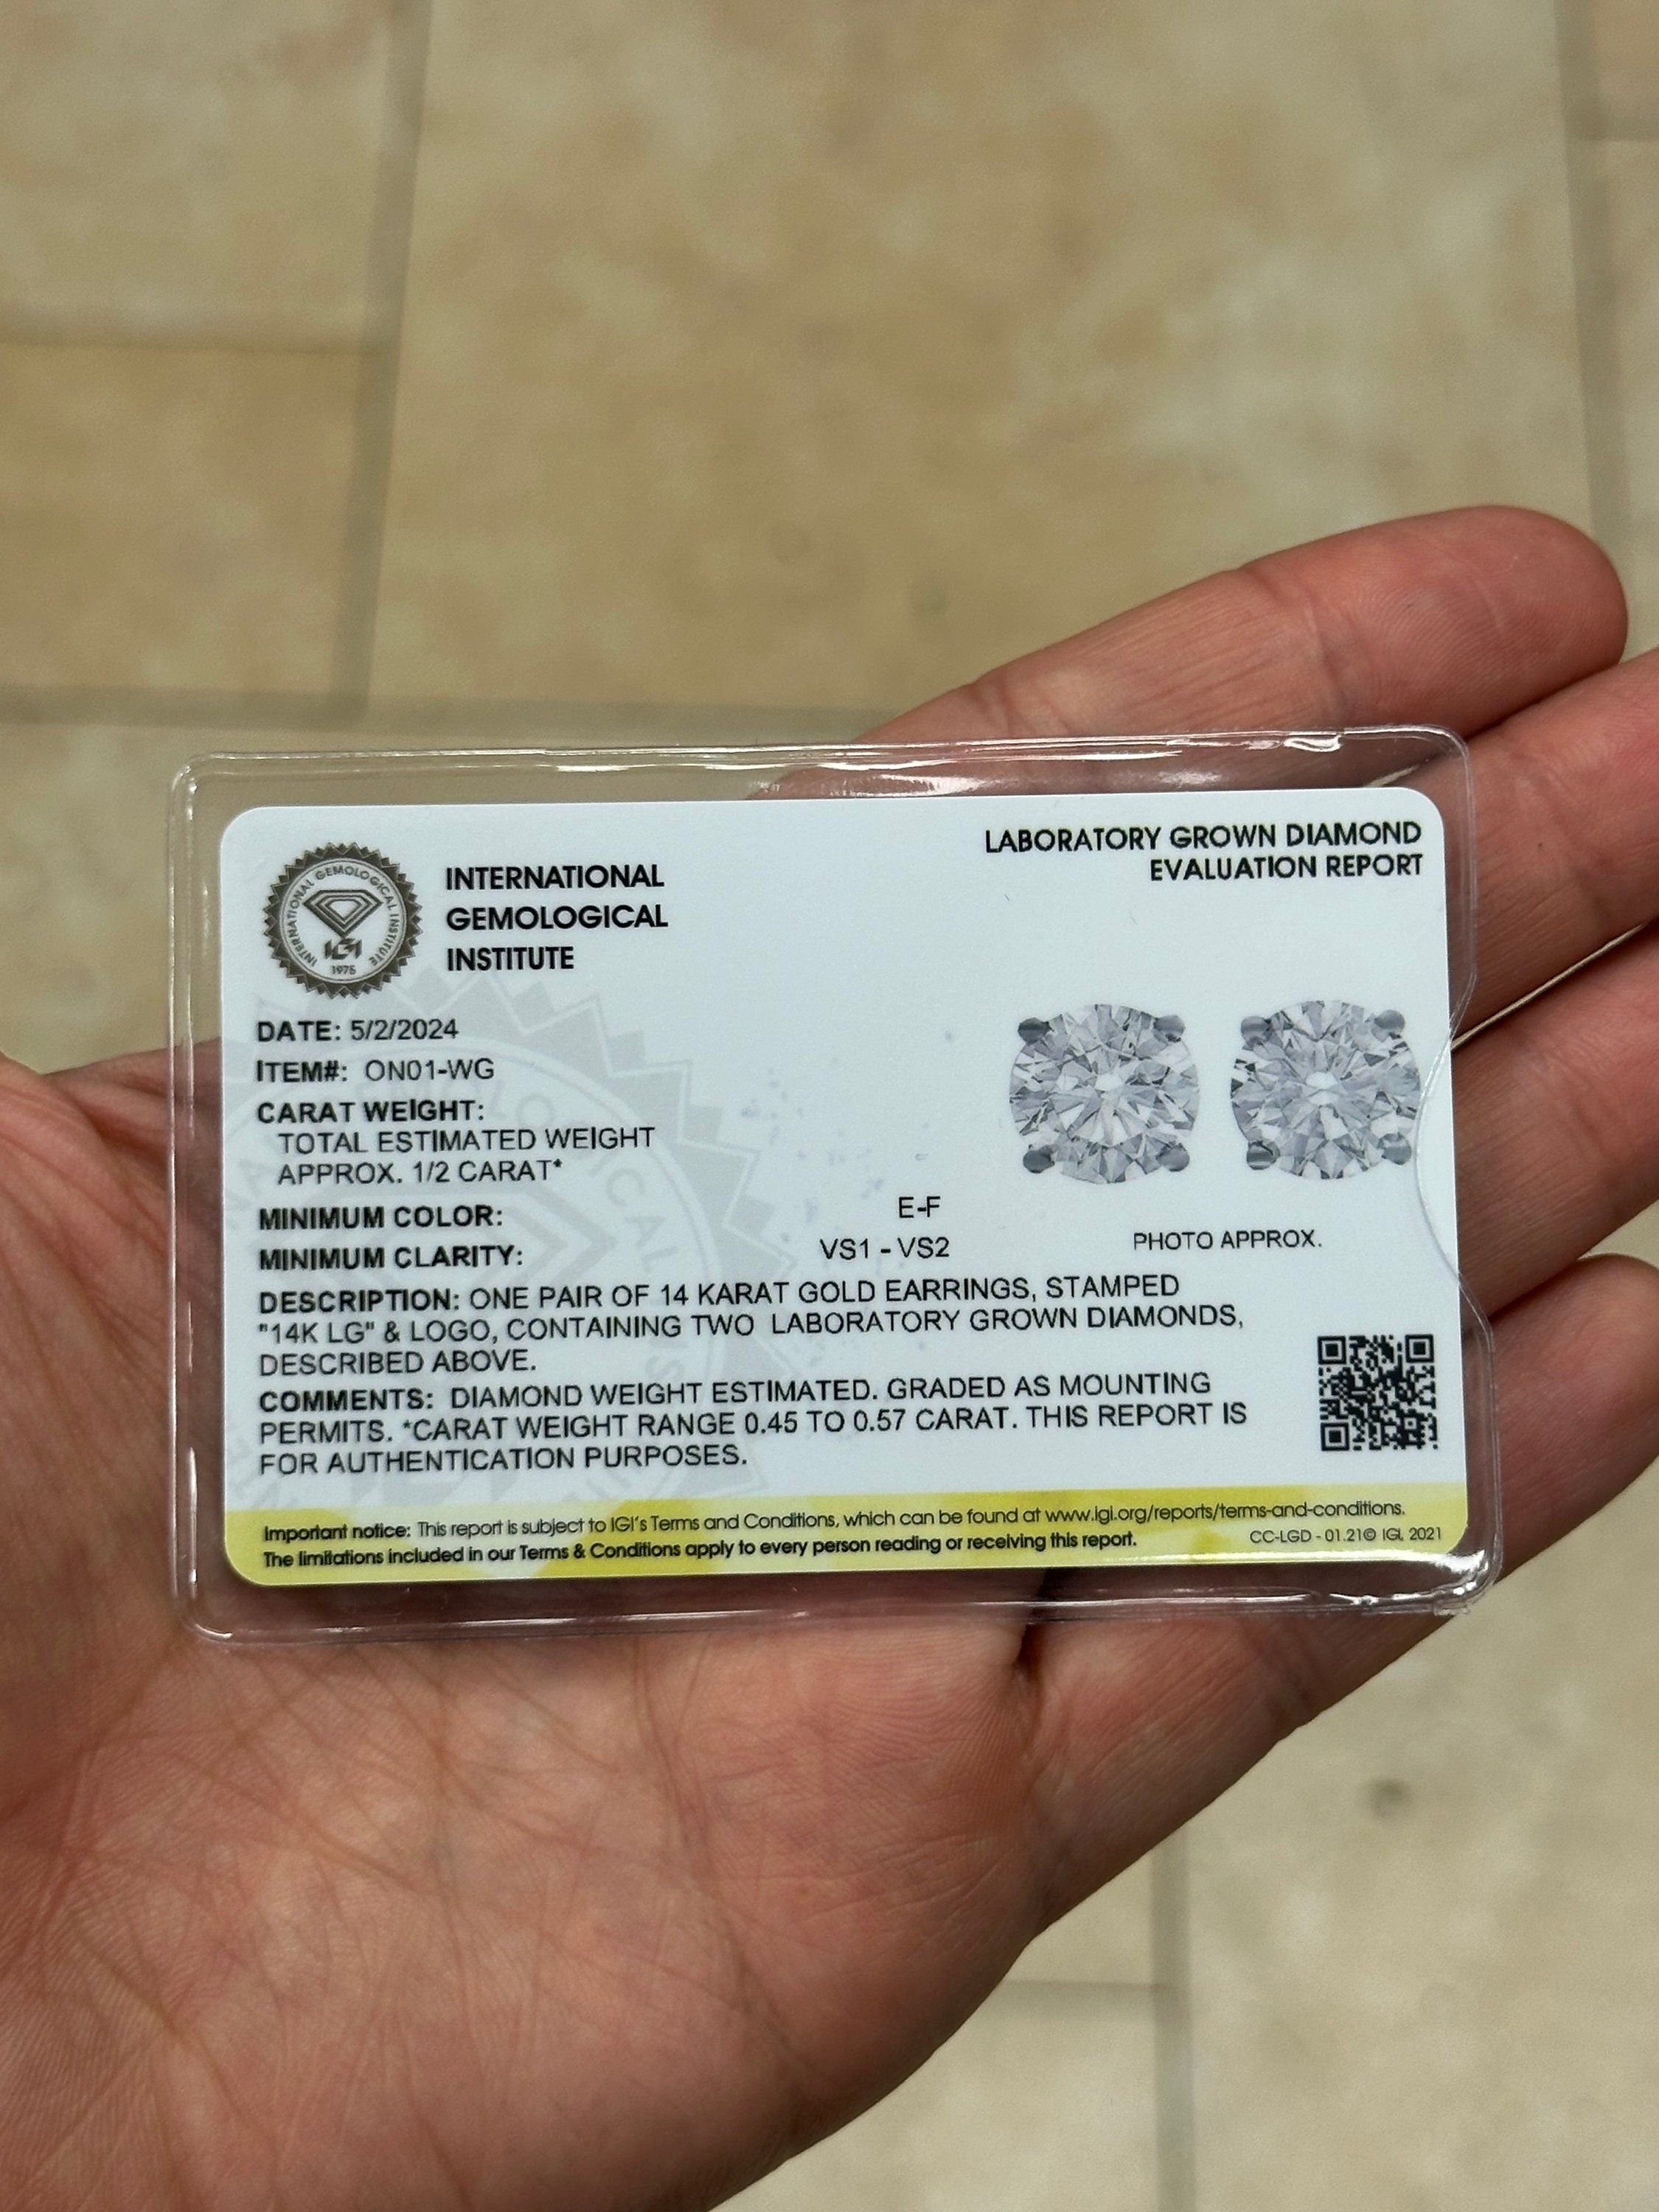 INTERNATIONAL GEMOLOGICAL INSTITUTE
IGI
1975
INTERNATIONAL
GEMOLOGICAL
INSTITUTE
LABORATORY GROWN DIAMOND
EVALUATION REPORT
DATE: 5/2/2024
ITEM#: ON01-WG
CARAT WEIGHT:
TOTAL ESTIMATED WEIGHT
APPROX. 1/2 CARAT*
MINIMUM COLOR: E-F
MINIMUM CLARITY: VS1 - VS2
PHOTO APPROX.
DESCRIPTION: ONE PAIR OF 14 KARAT GOLD EARRINGS, STAMPED
"14K LG" & LOGO, CONTAINING TWO LABORATORY GROWN DIAMONDS,
DESCRIBED ABOVE.
COMMENTS: DIAMOND WEIGHT ESTIMATED. GRADED AS MOUNTING
PERMITS. *CARAT WEIGHT RANGE 0.45 TO 0.57 CARAT. THIS REPORT IS
FOR AUTHENTICATION PURPOSES.
Important notice: This report is subject to IGI's Terms and Conditions, which can be found at www.igi.org/reports/terms-and-conditions.
The limitations included in our Terms & Conditions apply to every person reading or receiving this report.
CC-LGD - 01.21© IGI, 2021